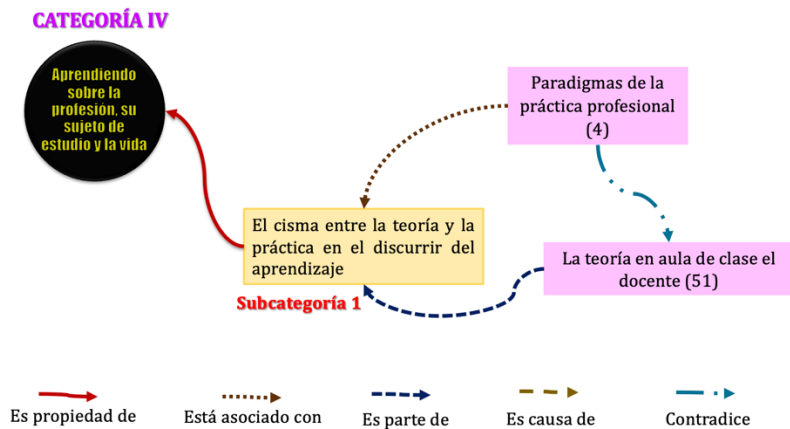 CATEGORÍA IV
Aprendiendo
sobre la
profesión, su
sujeto de
estudio y la vida
Paradigmas de la
práctica profesional
(4)
El cisma entre la teoría y la
práctica en el discurrir del
aprendizaje
Subcategoría 1
La teoría en aula de clase el
docente (51)
Es propiedad de
Está asociado con
Es parte de
Es causa de
Contradice